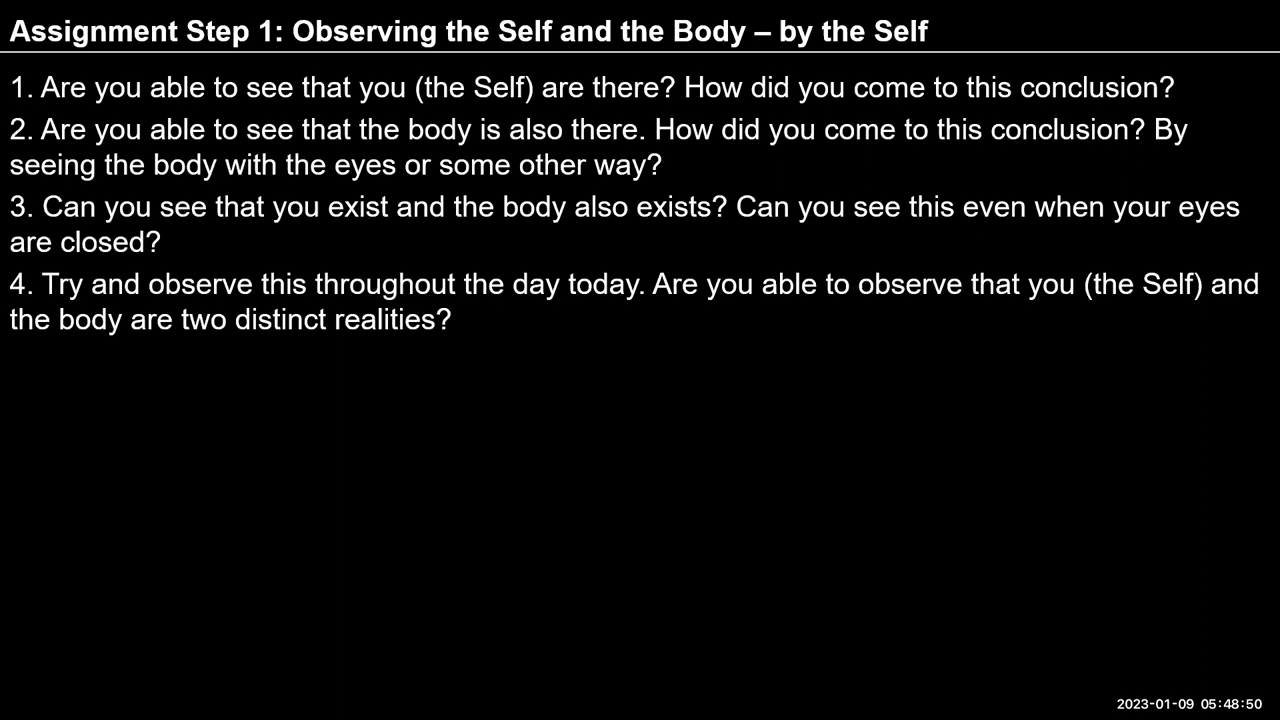 Assignment Step 1: Observing the Self and the Body – by the Self
1. Are you able to see that you (the Self) are there? How did you come to this conclusion?
2. Are you able to see that the body is also there. How did you come to this conclusion? By
seeing the body with the eyes or some other way?
3. Can you see that you exist and the body also exists? Can you see this even when your eyes
are closed?
4. Try and observe this throughout the day today. Are you able to observe that you (the Self) and
the body are two distinct realities?
2023-01-09 05:48:50